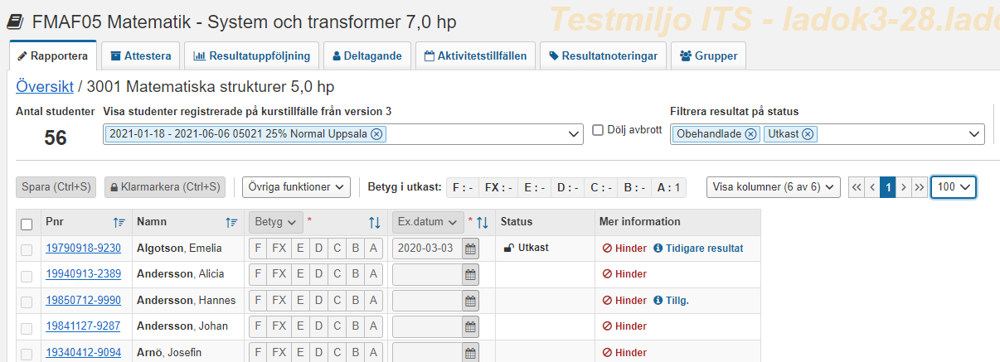 FMAF05 Matematik - System och transformer 7,0 hp
Testmiljo ITS - ladok3-28.lado
Rapportera Attestera Resultatuppföljning Deltagande Aktivitetstillfällen Resultatnoteringar Grupper
Översikt / 3001 Matematiska strukturer 5,0 hp
Antal studenter Visa studenter registrerade på kurstillfälle från version 3 Filtrera resultat på status
56 2021-01-18 - 2021-06-06 05021 25% Normal Uppsala Dölj avbrott Obehandlade Utkast
Spara (Ctrl+S) Klarmarkera (Ctrl+S) Övriga funktioner Betyg i utkast: F : - FX : - E : - D : - C : - B : - A : 1 Visa kolumner (6 av 6) << < 1 > >> 100
Pnr Namn Betyg * Ex.datum * Status Mer information
19790918-9230 Algotson, Emelia F FX E D C B A 2020-03-03 Utkast Hinder Tidigare resultat
19940913-2389 Andersson, Alicia F FX E D C B A Hinder
19850712-9990 Andersson, Hannes F FX E D C B A Hinder Tillg.
19841127-9287 Andersson, Johan F FX E D C B A Hinder
19340412-9094 Arnö, Josefin F FX E D C B A Hinder